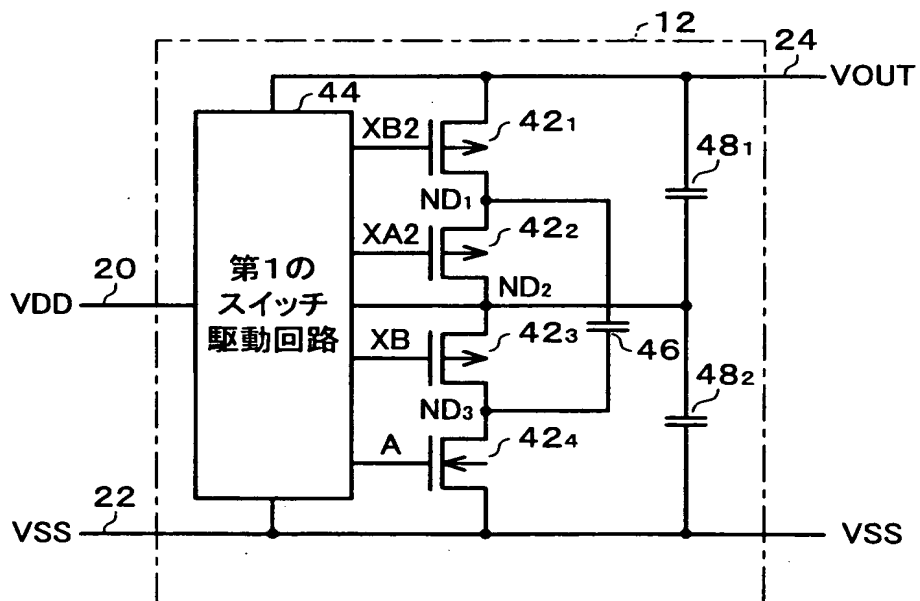 12
24
VOUT
44
XB2
42₁
48₁
ND₁
XA2
42₂
20
VDD
第1の
スイッチ
駆動回路
ND₂
XB
42₃
46
48₂
ND₃
A
42₄
22
VSS
VSS